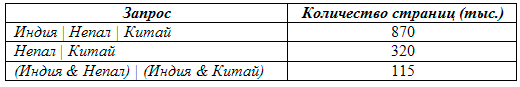 Запрос Количество страниц (тыс.)
Индия | Непал | Китай 870
Непал | Китай 320
(Индия & Непал) | (Индия & Китай) 115